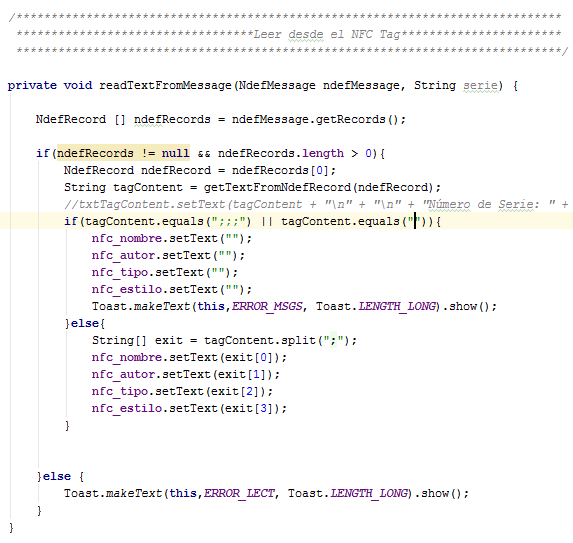 /******************************************************************************
 **********************************Leer desde el NFC Tag***********************
 ******************************************************************************/
private void readTextFromMessage(NdefMessage ndefMessage, String serie) {
    NdefRecord [] ndefRecords = ndefMessage.getRecords();
    if(ndefRecords != null && ndefRecords.length > 0){
        NdefRecord ndefRecord = ndefRecords[0];
        String tagContent = getTextFromNdefRecord(ndefRecord);
        //txtTagContent.setText(tagContent + "\n" + "\n" + "Número de Serie: " +
        if(tagContent.equals(";;;") || tagContent.equals("")){
            nfc_nombre.setText("");
            nfc_autor.setText("");
            nfc_tipo.setText("");
            nfc_estilo.setText("");
            Toast.makeText(this,ERROR_MSGS, Toast.LENGTH_LONG).show();
        }else{
            String[] exit = tagContent.split(";");
            nfc_nombre.setText(exit[0]);
            nfc_autor.setText(exit[1]);
            nfc_tipo.setText(exit[2]);
            nfc_estilo.setText(exit[3]);
        }
    }else {
        Toast.makeText(this,ERROR_LECT, Toast.LENGTH_LONG).show();
    }
}